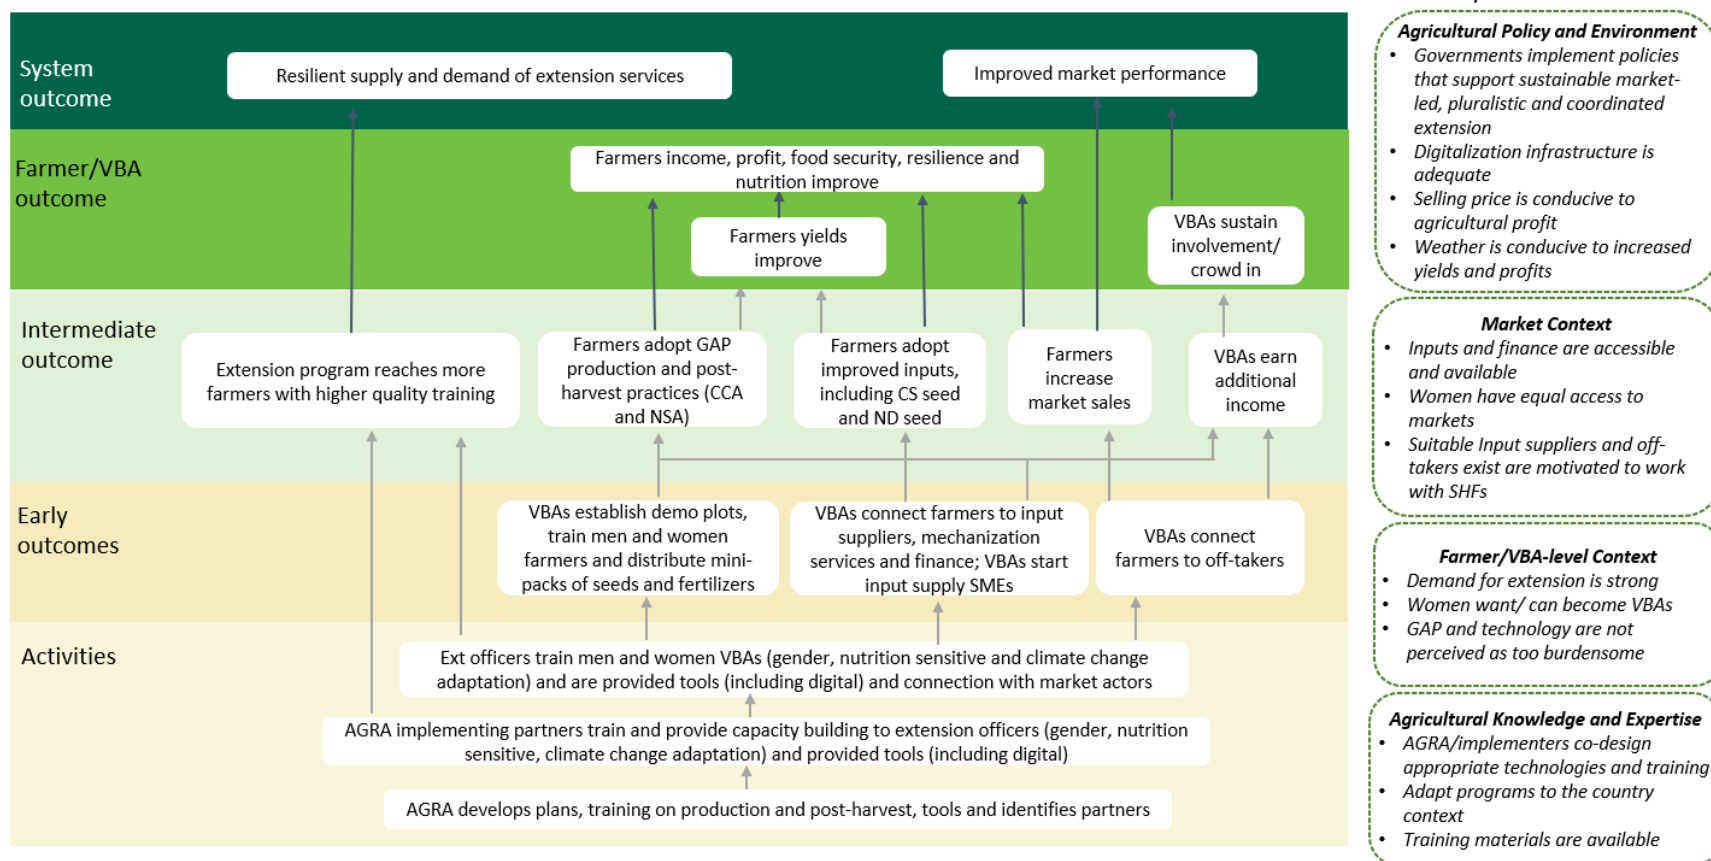 System
outcome
Resilient supply and demand of extension services
Improved market performance
Farmer/VBA
outcome
Farmers income, profit, food security, resilience and
nutrition improve
Farmers yields
improve
VBAs sustain
involvement/
crowd in
Intermediate
outcome
Extension program reaches more
farmers with higher quality training
Farmers adopt GAP
production and post-
harvest practices (CCA
and NSA)
Farmers adopt
improved inputs,
including CS seed
and ND seed
Farmers
increase
market sales
VBAs earn
additional
income
Early
outcomes
VBAs establish demo plots,
train men and women
farmers and distribute mini-
packs of seeds and fertilizers
VBAs connect farmers to input
suppliers, mechanization
services and finance; VBAs start
input supply SMEs
VBAs connect
farmers to off-takers
Activities
Ext officers train men and women VBAs (gender, nutrition sensitive and climate change
adaptation) and are provided tools (including digital) and connection with market actors
AGRA implementing partners train and provide capacity building to extension officers (gender, nutrition
sensitive, climate change adaptation) and provided tools (including digital)
AGRA develops plans, training on production and post-harvest, tools and identifies partners
Agricultural Policy and Environment
• Governments implement policies
that support sustainable market-
led, pluralistic and coordinated
extension
• Digitalization infrastructure is
adequate
• Selling price is conducive to
agricultural profit
• Weather is conducive to increased
yields and profits
Market Context
• Inputs and finance are accessible
and available
• Women have equal access to
markets
• Suitable Input suppliers and off-
takers exist are motivated to work
with SHFs
Farmer/VBA-level Context
• Demand for extension is strong
• Women want/ can become VBAs
• GAP and technology are not
perceived as too burdensome
Agricultural Knowledge and Expertise
• AGRA/implementers co-design
appropriate technologies and training
• Adapt programs to the country
context
• Training materials are available